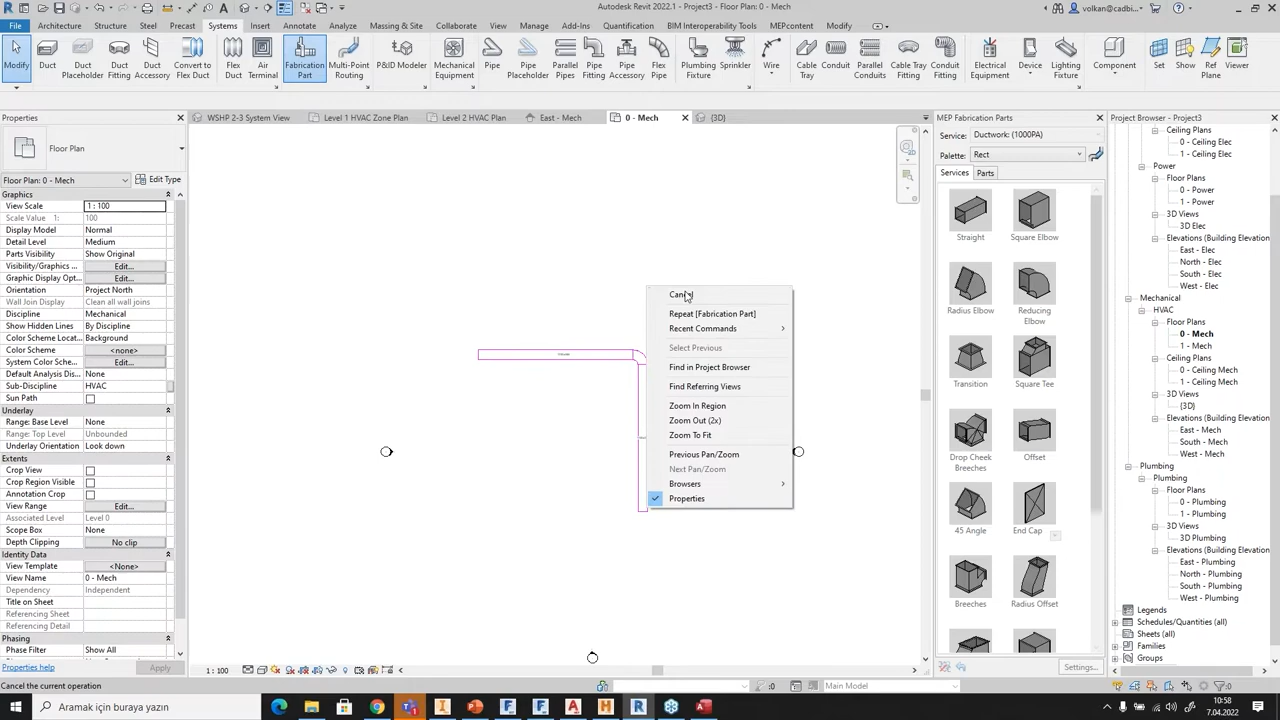 Autodesk Revit 2022.1 - Project3 - Floor Plan: 0 - Mech
volkan@cadbi...
File Architecture Structure Steel Precast Systems Insert Annotate Analyze Massing & Site Collaborate View Manage Add-Ins Quantification BIM Interoperability Tools MEPcontent Modify
Modify
Duct
Duct Placeholder
Duct Fitting
Duct Accessory
Convert to Flex Duct
Flex Duct
Air Terminal
Fabrication Part
Multi-Point Routing
P&ID Modeler
Mechanical Equipment
Pipe
Pipe Placeholder
Parallel Pipes
Pipe Fitting
Pipe Accessory
Flex Pipe
Plumbing Fixture
Sprinkler
Wire
Cable Tray
Conduit
Parallel Conduits
Cable Tray Fitting
Conduit Fitting
Electrical Equipment
Device
Lighting Fixture
Component
Set
Show
Ref Plane
Viewer
Properties
Floor Plan
Floor Plan: 0 - Mech
Edit Type
Graphics
View Scale 1 : 100
Scale Value 1: 100
Display Model Normal
Detail Level Medium
Parts Visibility Show Original
Visibility/Graphics ... Edit...
Graphic Display Opt... Edit...
Orientation Project North
Wall Join Display Clean all wall joins
Discipline Mechanical
Show Hidden Lines By Discipline
Color Scheme Locat... Background
Color Scheme <none>
System Color Sche... Edit...
Default Analysis Dis... None
Sub-Discipline HVAC
Sun Path
Underlay
Range: Base Level None
Range: Top Level Unbounded
Underlay Orientation Look down
Extents
Crop View
Crop Region Visible
Annotation Crop
View Range Edit...
Associated Level Level 0
Scope Box None
Depth Clipping No clip
Identity Data
View Template <None>
View Name 0 - Mech
Dependency Independent
Title on Sheet
Referencing Sheet
Referencing Detail
Phasing
Phase Filter Show All
Properties help
Apply
WSHP 2-3 System View
Level 1 HVAC Zone Plan
Level 2 HVAC Plan
East - Mech
0 - Mech
{3D}
Cancel
Repeat [Fabrication Part]
Recent Commands
Select Previous
Find in Project Browser
Find Referring Views
Zoom In Region
Zoom Out (2x)
Zoom To Fit
Previous Pan/Zoom
Next Pan/Zoom
Browsers
Properties
1 : 100
MEP Fabrication Parts
Service: Ductwork (1000PA)
Palette: Rect
Services Parts
Straight
Square Elbow
Radius Elbow
Reducing Elbow
Transition
Square Tee
Drop Cheek Breeches
Offset
45 Angle
End Cap
Breeches
Radius Offset
Settings...
Project Browser - Project3
Ceiling Plans
0 - Ceiling Elec
1 - Ceiling Elec
Power
Floor Plans
0 - Power
1 - Power
3D Views
3D Elec
Elevations (Building Elevation
East - Elec
North - Elec
South - Elec
West - Elec
Mechanical
HVAC
Floor Plans
0 - Mech
1 - Mech
Ceiling Plans
0 - Ceiling Mech
1 - Ceiling Mech
3D Views
{3D}
Elevations (Building Elevation
East - Mech
South - Mech
West - Mech
Plumbing
Plumbing
Floor Plans
0 - Plumbing
1 - Plumbing
3D Views
3D Plumbing
Elevations (Building Elevation
East - Plumbing
North - Plumbing
South - Plumbing
West - Plumbing
Legends
Schedules/Quantities (all)
Sheets (all)
Families
Groups
Cancel the current operation
:0
Main Model
:0
Aramak için buraya yazın
10:58
7.04.2022